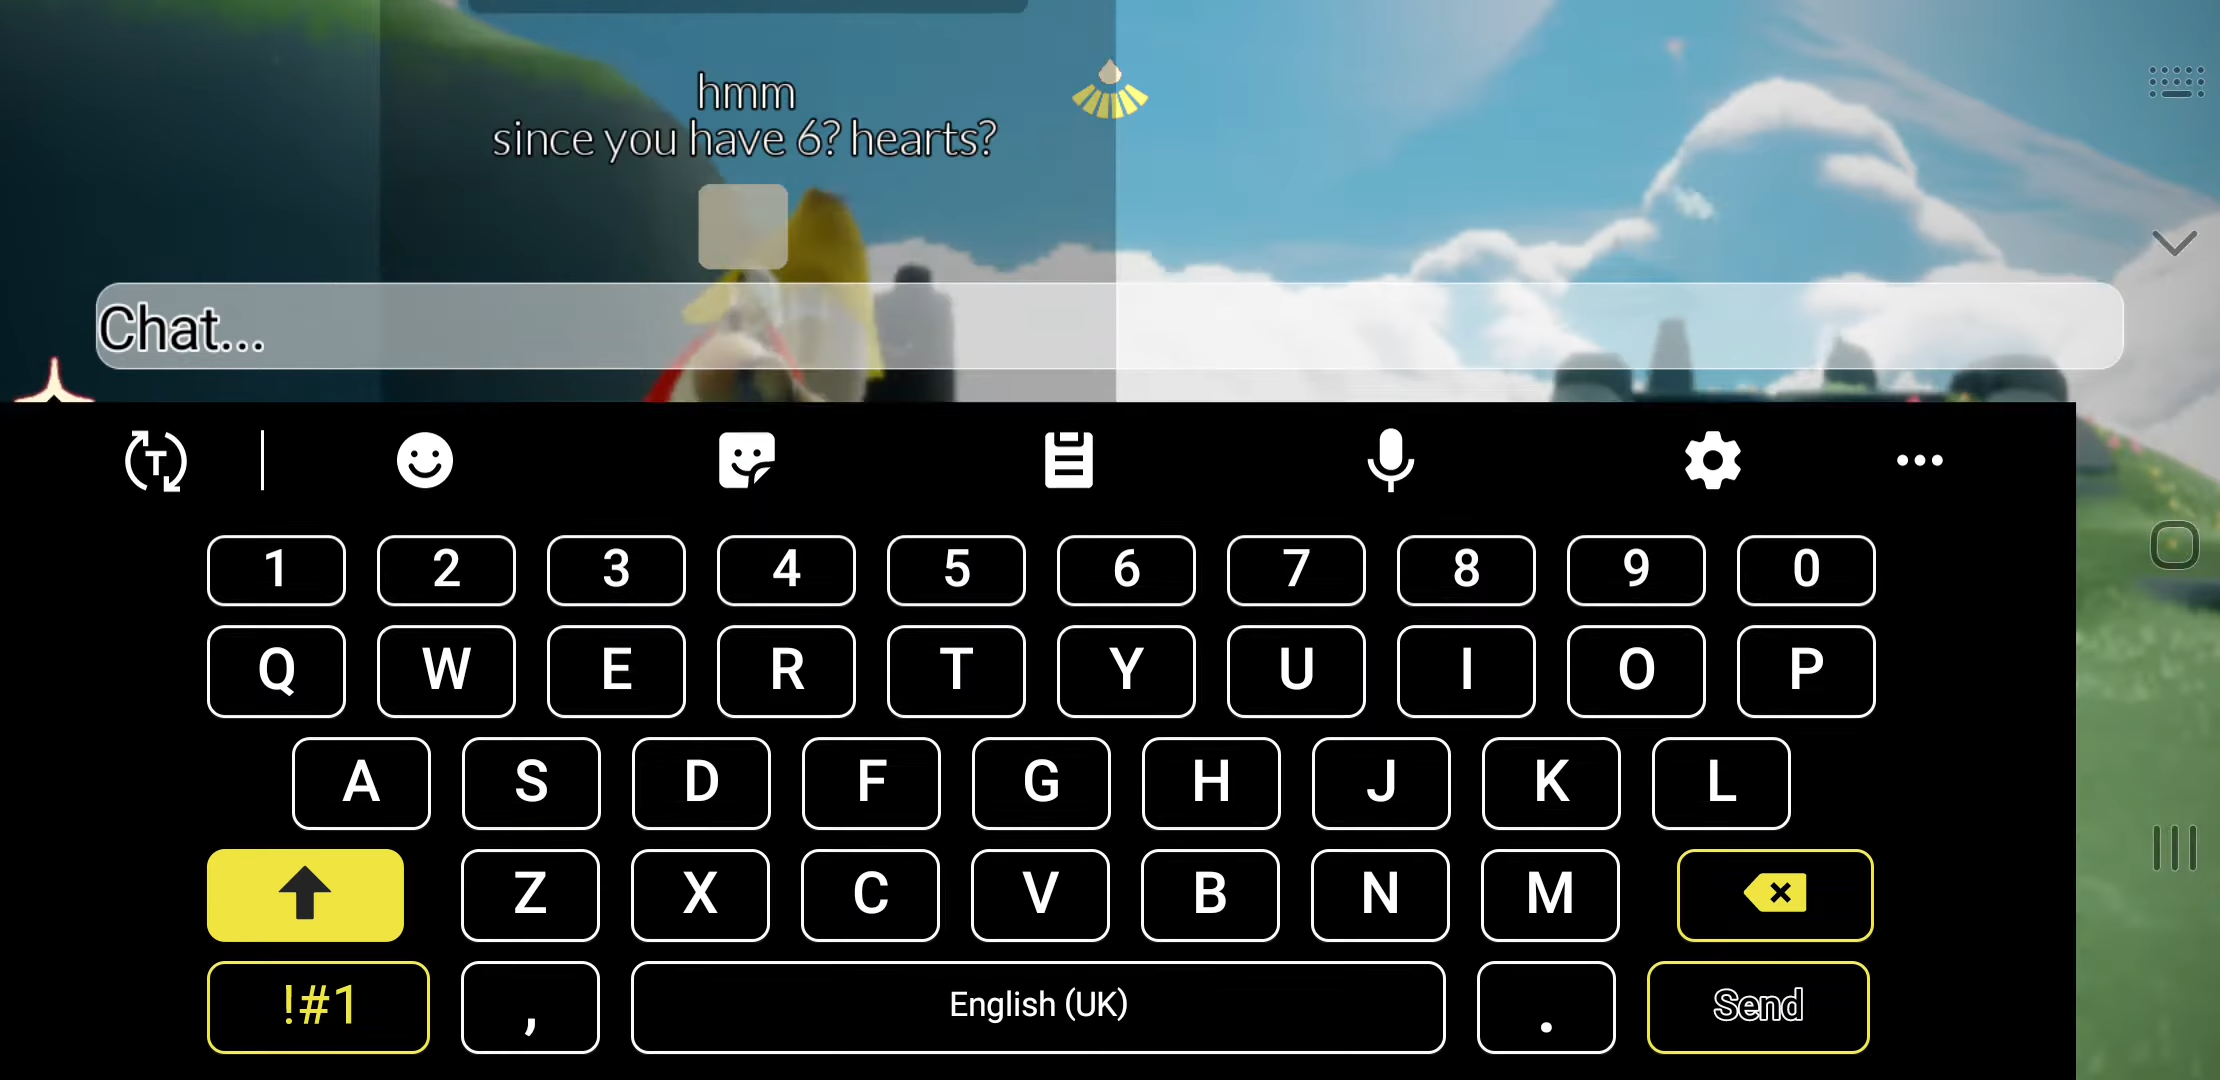 hmm
since you have 6? hearts?
Chat...
T
1 2 3 4 5 6 7 8 9 0
Q W E R T Y U I O P
A S D F G H J K L
Z X C V B N M
!#1 , English (UK) . Send